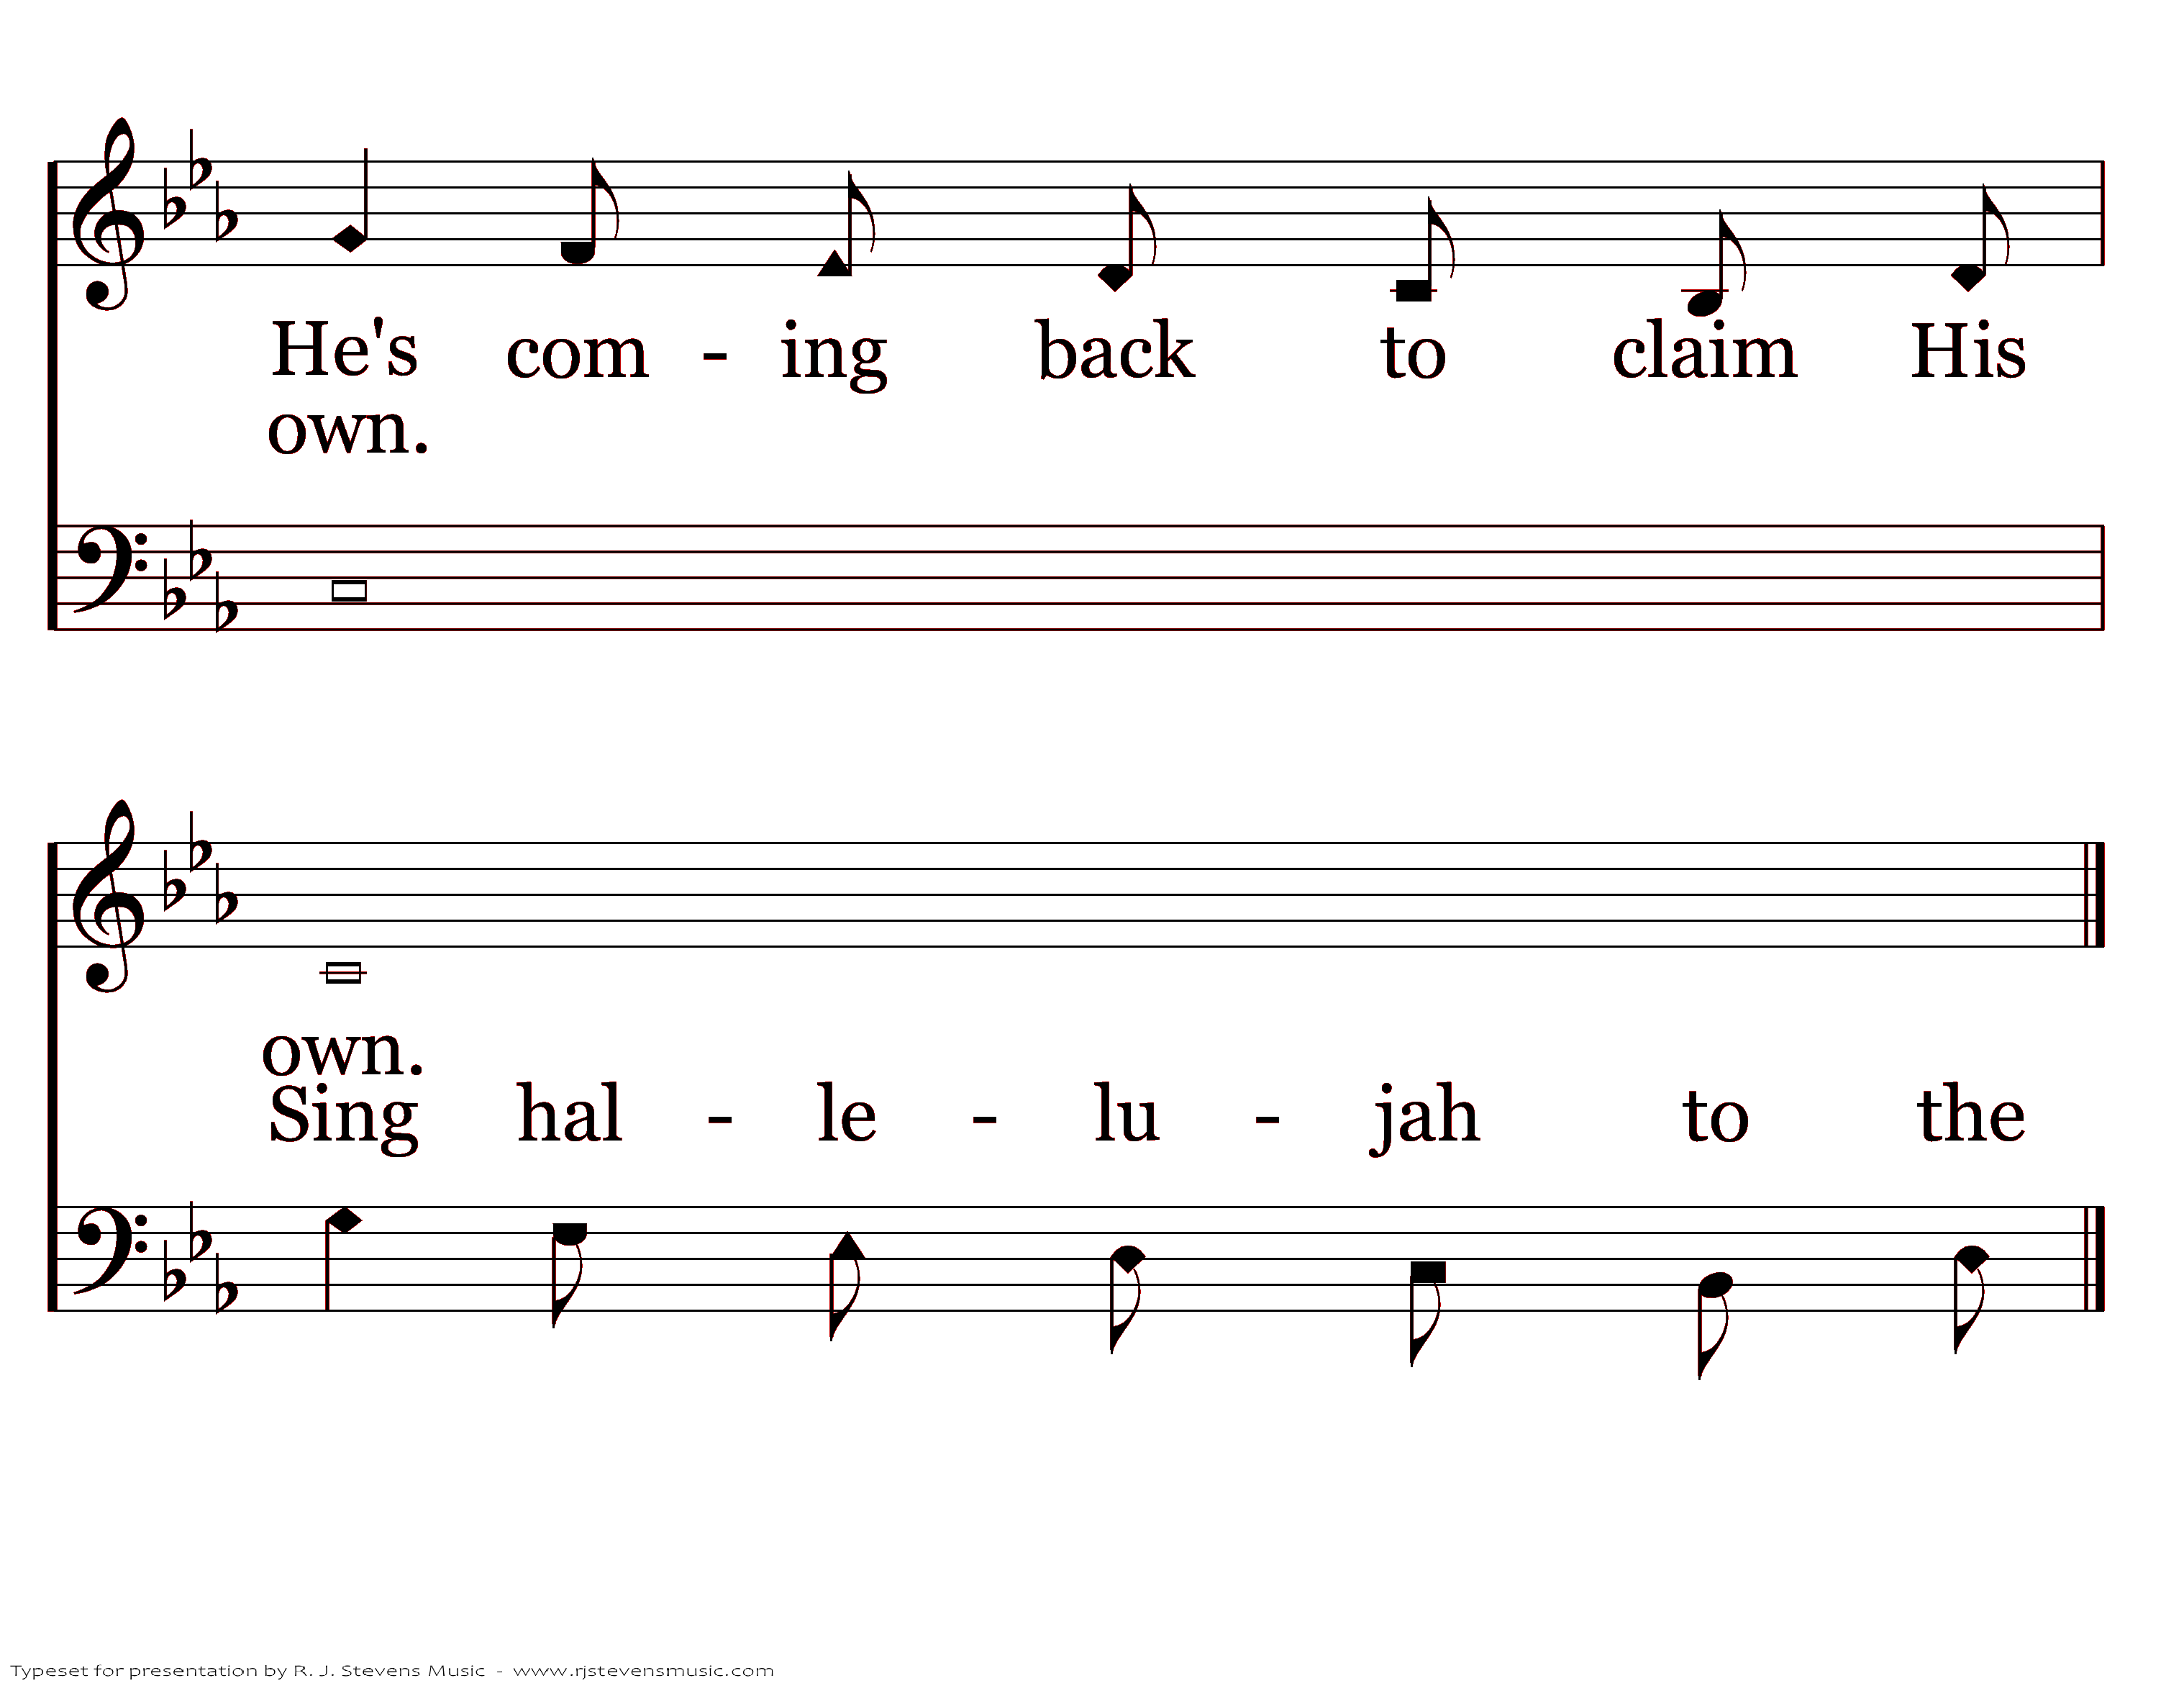 He's com - ing back to claim His
own.
own.
Sing hal - le - lu - jah to the
Typeset for presentation by R. J. Stevens Music - www.rjstevensmusic.com